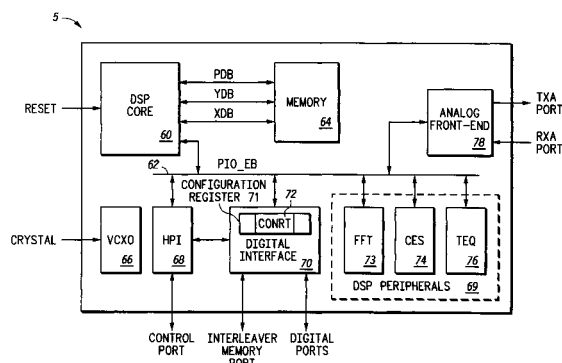 5
PDB
YDB
XDB
DSP
CORE
60
MEMORY
64
RESET
ANALOG
FRONT-END
78
TXA
PORT
RXA
PORT
62
PIO_EB
CONFIGURATION
REGISTER 71
72
CONRT
CRYSTAL
VCXO
66
HPI
68
DIGITAL
INTERFACE
70
FFT
73
CES
74
TEQ
76
DSP PERIPHERALS 69
CONTROL
PORT
INTERLEAVER
MEMORY
PORT
DIGITAL
PORTS